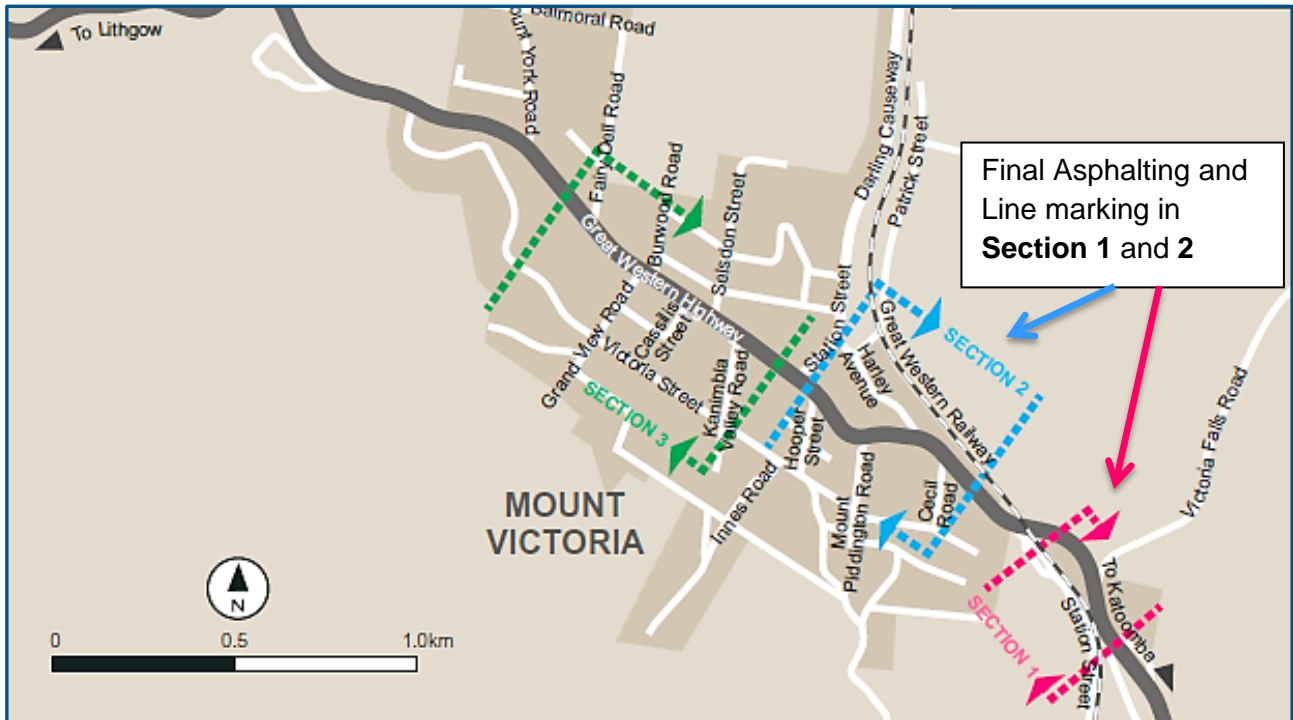 To Lithgow
Balmoral Road
ount York Road
Fairy Dell Road
Burwood Road
Selsdon Street
Darling Causeway
Patrick Street
Final Asphalting and
Line marking in
Section 1 and 2
Great Western Highway
Station Street
Harley
Avenue
Great Western Railway
SECTION 2
Victoria Falls Road
Grand View Road
Cassilis
Street
Victoria Street
Kanimbla
Valley Road
SECTION 3
Hooper
Street
Innes Road
Mount
Piddington Road
Cecil
Road
MOUNT
VICTORIA
To Katoomba
Station Street
SECTION 1
N
0 0.5 1.0km